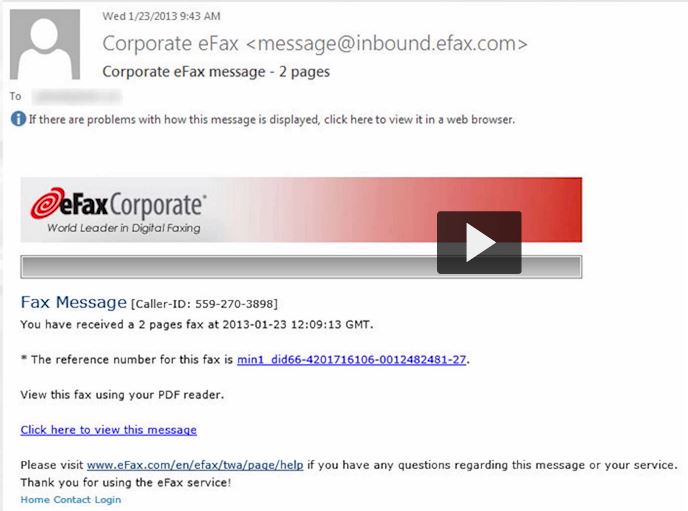 Wed 1/23/2013 9:43 AM
Corporate eFax <message@inbound.efax.com>
Corporate eFax message - 2 pages
To
If there are problems with how this message is displayed, click here to view it in a web browser.
eFaxCorporate®
World Leader in Digital Faxing
Fax Message [Caller-ID: 559-270-3898]
You have received a 2 pages fax at 2013-01-23 12:09:13 GMT.
* The reference number for this fax is min1_did66-4201716106-0012482481-27.
View this fax using your PDF reader.
Click here to view this message
Please visit www.eFax.com/en/efax/twa/page/help if you have any questions regarding this message or your service.
Thank you for using the eFax service!
Home Contact Login